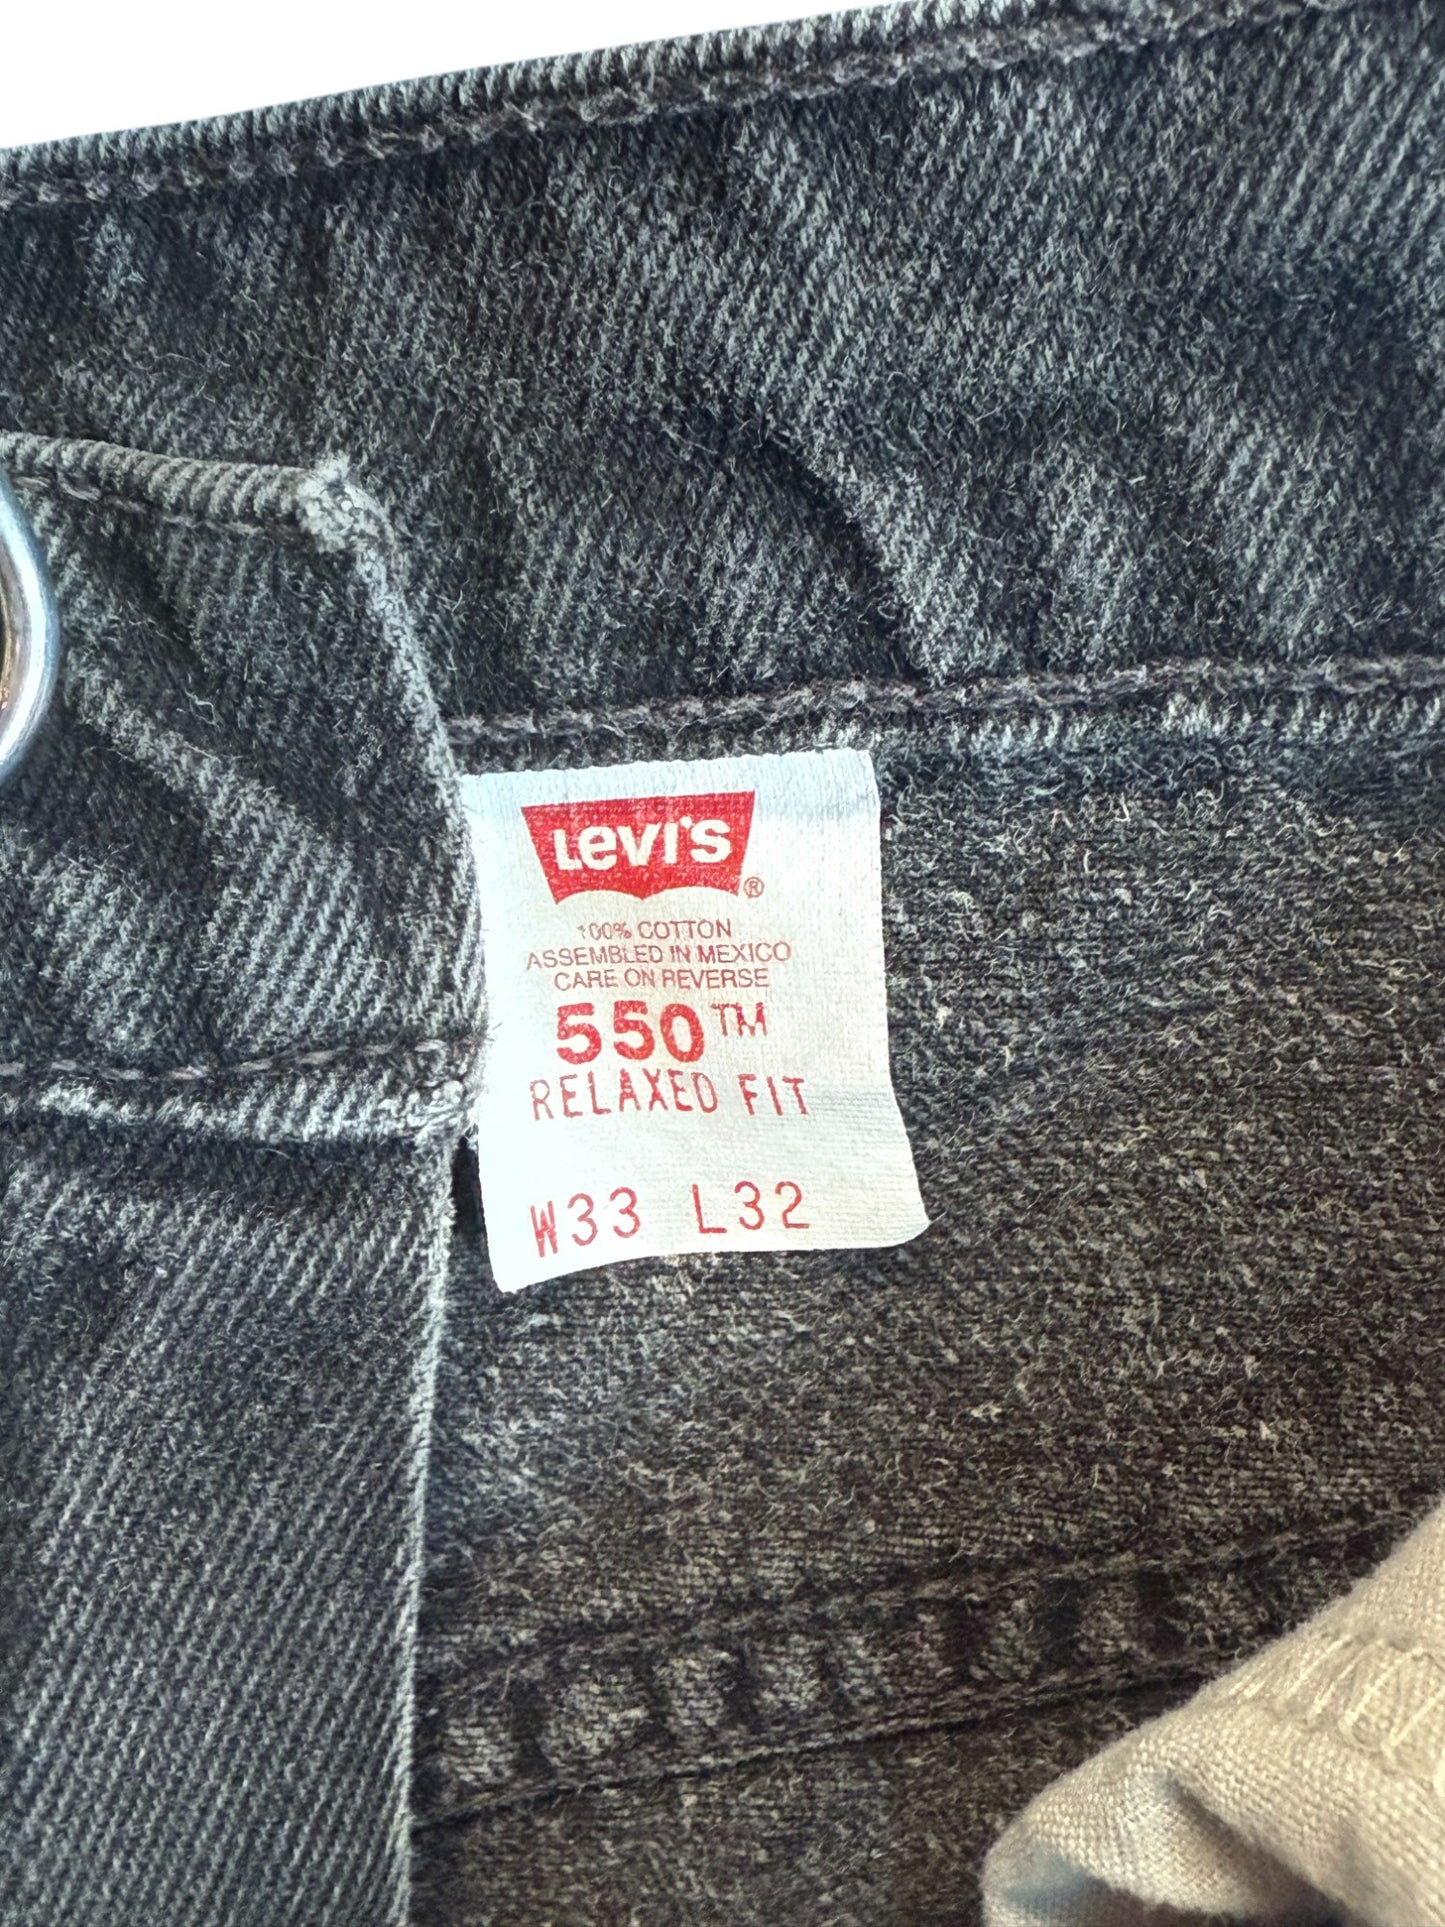 Levi's ®
100% COTTON
ASSEMBLED IN MEXICO
CARE ON REVERSE
550™
RELAXED FIT
W33 L32